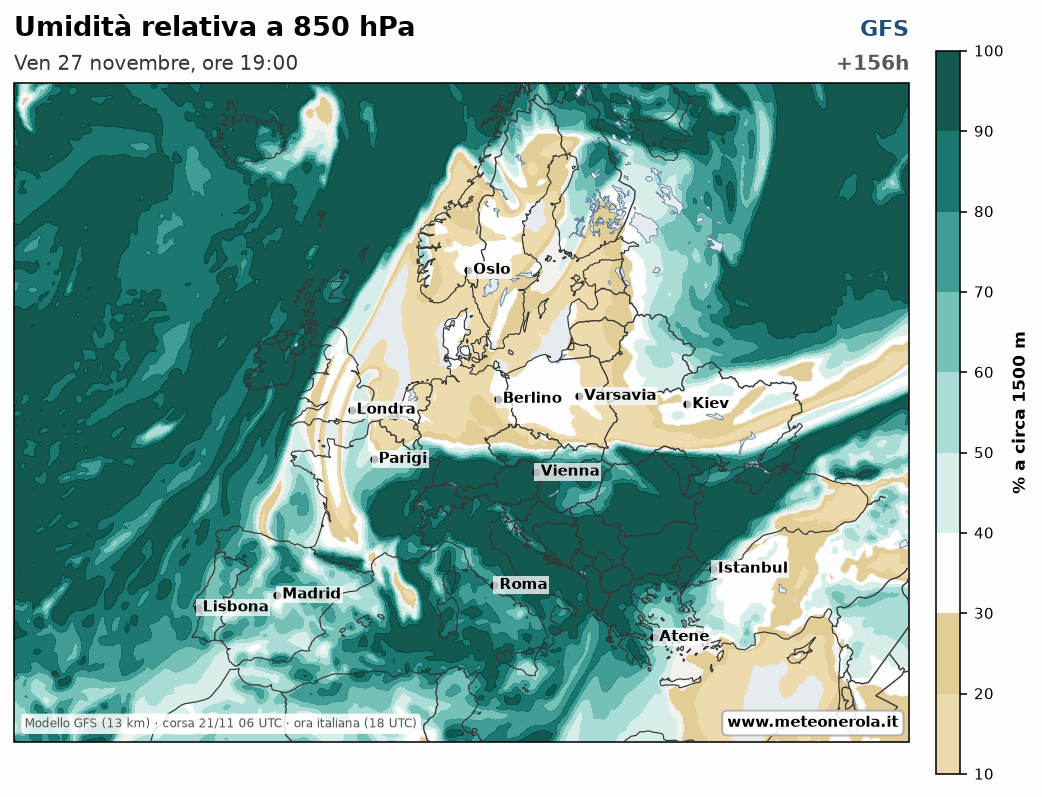 Umidità relativa a 850 hPa
GFS
Ven 27 novembre, ore 19:00
+156h
100
90
80
70
60
50
40
30
20
10
% a circa 1500 m
Oslo
Berlino
Varsavia
Kiev
Londra
Parigi
Vienna
Istanbul
Roma
Madrid
Lisbona
Atene
Modello GFS (13 km) · corsa 21/11 06 UTC · ora italiana (18 UTC)
www.meteonerola.it